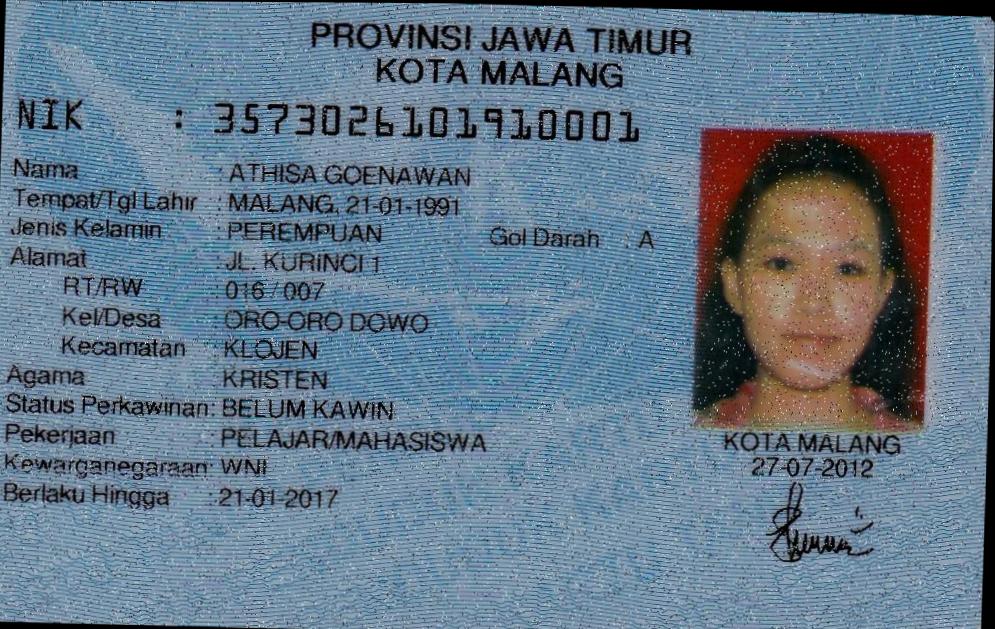 PROVINSI JAWA TIMUR
KOTA MALANG
NIK : 3573026101910001
Nama : ATHISA GOENAWAN
Tempat/Tgl Lahir : MALANG, 21-01-1991
Jenis Kelamin : PEREMPUAN Gol Darah : A
Alamat : JL. KURINCI 1
RT/RW : 016 / 007
Kel/Desa : ORO-ORO DOWO
Kecamatan : KLOJEN
Agama : KRISTEN
Status Perkawinan: BELUM KAWIN
Pekerjaan : PELAJAR/MAHASISWA
Kewarganegaraan: WNI
Berlaku Hingga : 21-01-2017
KOTA MALANG
27-07-2012